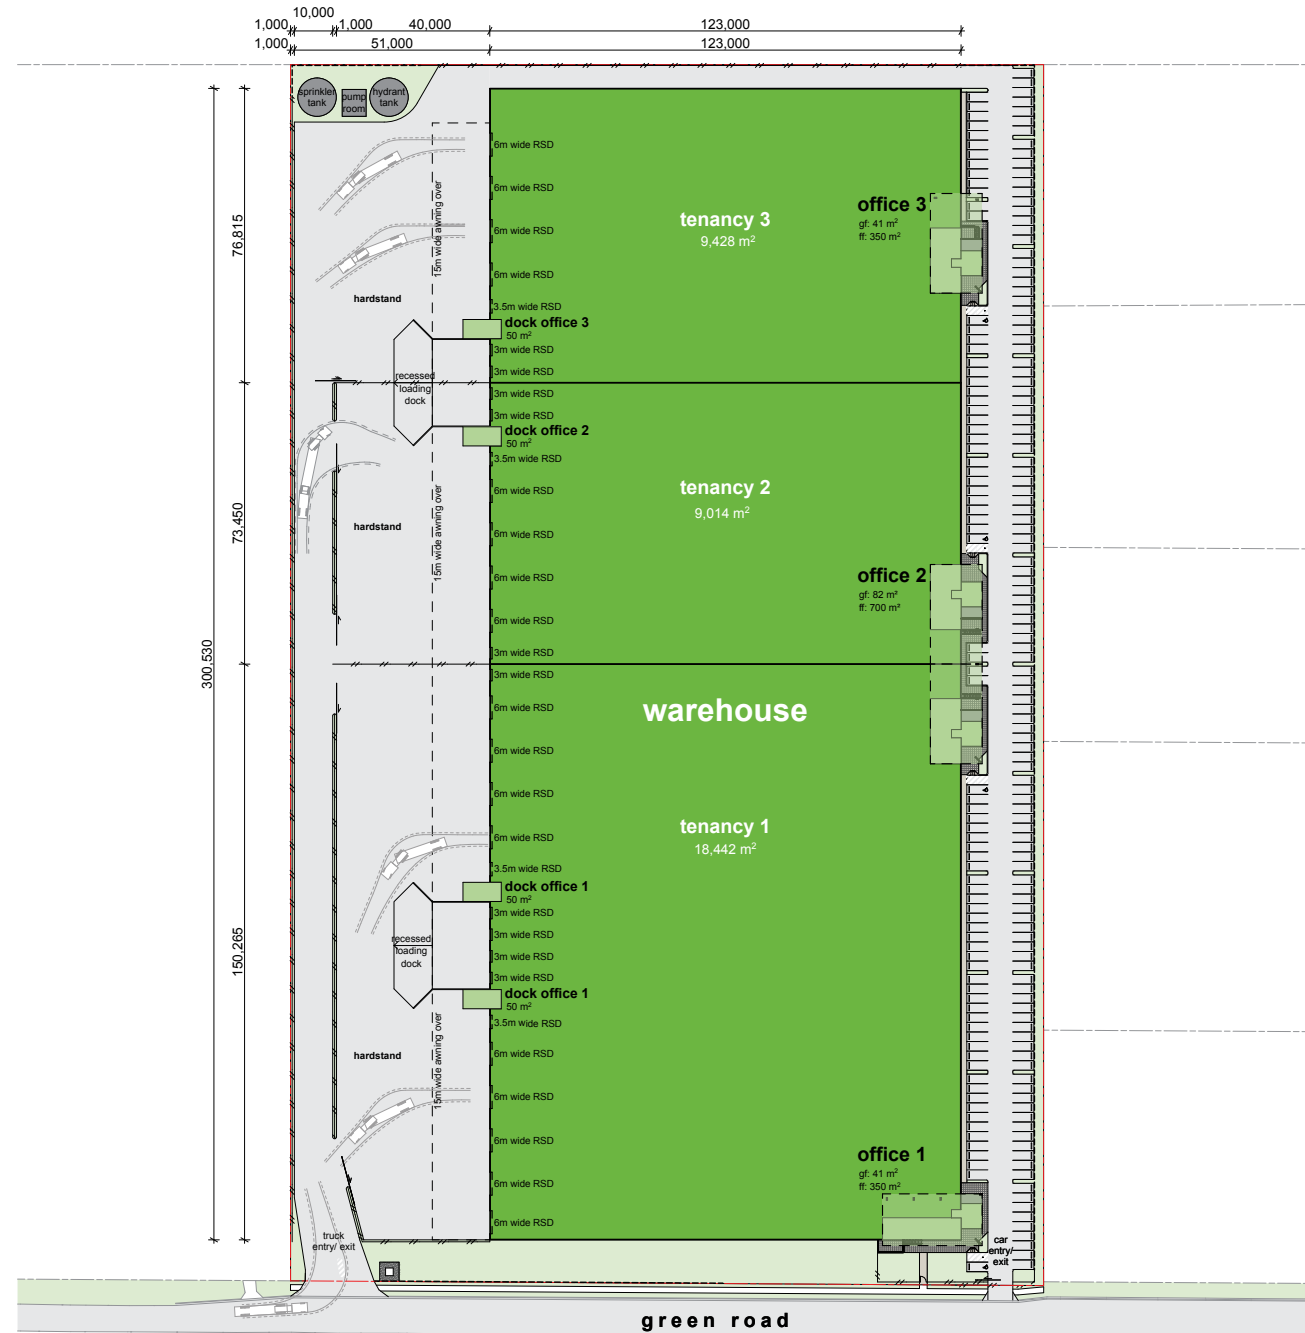 10,000
1,000
1,000
40,000
123,000
1,000
51,000
123,000
sprinkler
tank
pump
room
hydrant
tank
6m wide RSD
6m wide RSD
6m wide RSD
6m wide RSD
3.5m wide RSD
15m wide awning over
tenancy 3
9,428 m²
office 3
gf: 41 m²
ff: 350 m²
76,815
hardstand
dock office 3
50 m²
3m wide RSD
3m wide RSD
recessed
loading
dock
3m wide RSD
3m wide RSD
dock office 2
50 m²
3.5m wide RSD
6m wide RSD
6m wide RSD
6m wide RSD
6m wide RSD
3m wide RSD
tenancy 2
9,014 m²
73,450
hardstand
15m wide awning over
office 2
gf: 82 m²
ff: 700 m²
300,530
3m wide RSD
6m wide RSD
6m wide RSD
6m wide RSD
6m wide RSD
3.5m wide RSD
warehouse
tenancy 1
18,442 m²
dock office 1
50 m²
3m wide RSD
3m wide RSD
3m wide RSD
3m wide RSD
recessed
loading
dock
150,265
dock office 1
50 m²
3.5m wide RSD
6m wide RSD
6m wide RSD
6m wide RSD
6m wide RSD
6m wide RSD
15m wide awning over
hardstand
office 1
gf: 41 m²
ff: 350 m²
truck
entry/ exit
car
entry/
exit
green road